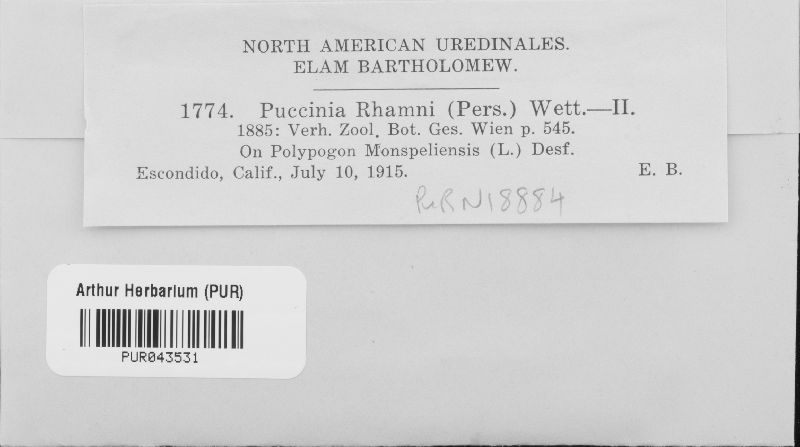 NORTH AMERICAN UREDINALES.
ELAM BARTHOLOMEW.
1774. Puccinia Rhamni (Pers.) Wett.—II.
1885: Verh. Zool. Bot. Ges. Wien p. 545.
On Polypogon Monspeliensis (L.) Desf.
Escondido, Calif., July 10, 1915. E. B.
PURN18884
Arthur Herbarium (PUR)
PUR043531